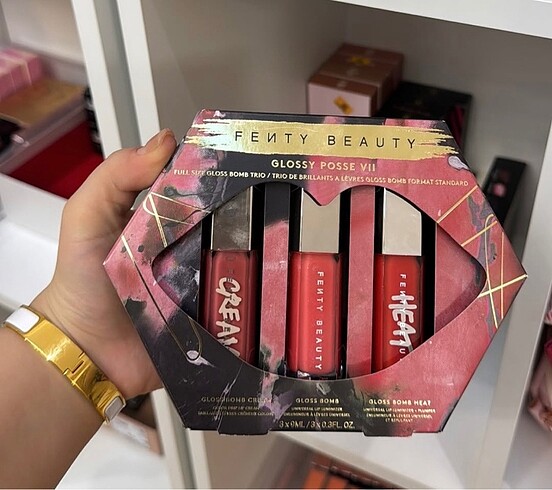 FENTY BEAUTY
GLOSSY POSSE VII
FULL SIZE GLOSS BOMB TRIO / TRIO DE BRILLANTS À LÈVRES GLOSS BOMB FORMAT STANDARD
CREAM
FENTY BEAUTY
HEAT
GLOSS BOMB CREAM
GLOSS BOMB
GLOSS BOMB HEAT
UNIVERSAL LIP LUMINIZER
UNIVERSAL LIP LUMINIZER + PLUMPER
3 x 9ML / 3 x 0.3FL. OZ.